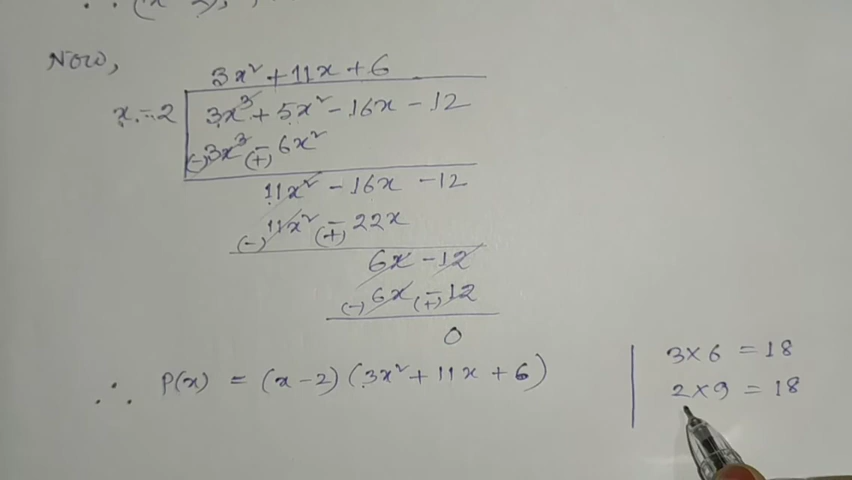 ∴ (x-2),
Now,
3x² + 11x + 6
x - 2 | 3x³ + 5x² - 16x - 12
(-) 3x³ (+) - 6x²
11x² - 16x - 12
(-) 11x² (+) - 22x
6x - 12
(-) 6x (+) - 12
0
∴ P(x) = (x-2) (3x² + 11x + 6)
3×6 = 18
2×9 = 18